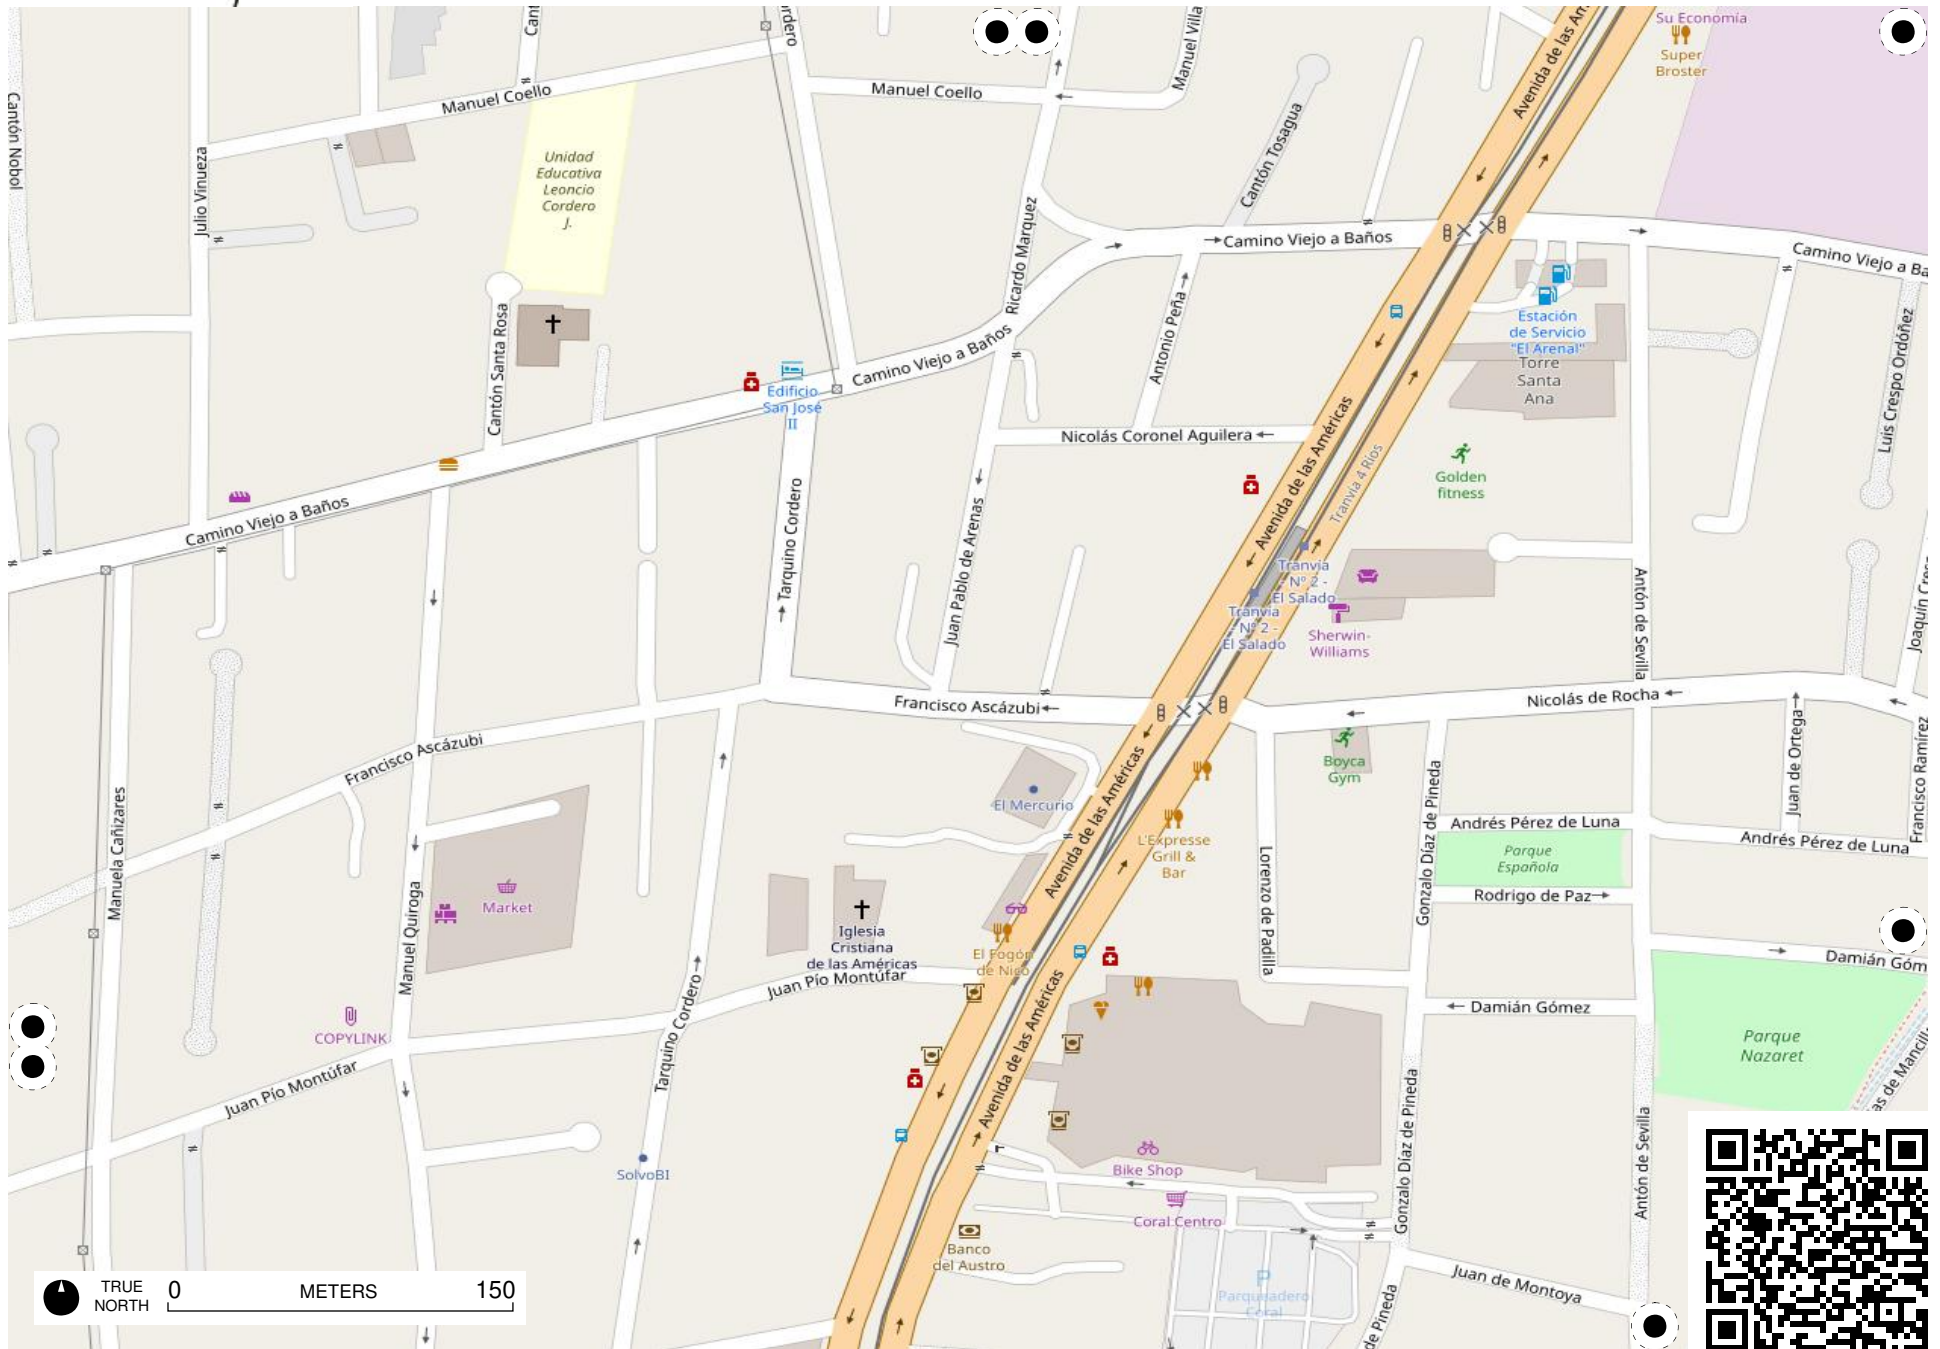 Su Economía
Super
Broster
Avenida de las Am
Cantón Nobol
Julio Vinueza
Manuel Coello
Manuel Coello
Manuel Villa
Cantón Tosagua
Unidad
Educativa
Leoncio
Cordero
J.
Ricardo Marquez
Camino Viejo a Baños
Camino Viejo a Ba
Antonio Peña
Estación
de Servicio
"El Arenal"
Torre
Santa
Ana
Luis Crespo Ordóñez
Cantón Santa Rosa
Edificio
San José
II
Camino Viejo a Baños
Nicolás Coronel Aguilera
Avenida de las Américas
Tranvía 4 Ríos
Golden
fitness
Camino Viejo a Baños
Tarquino Cordero
Juan Pablo de Arenas
Tranvía
- Nº 2 -
El Salado
Tranvía
- Nº 2 -
El Salado
Sherwin-
Williams
Antón de Sevilla
Francisco Ascázubi
Nicolás de Rocha
Francisco Ascázubi
Manuela Cañizares
El Mercurio
Avenida de las Américas
Boyca
Gym
Gonzalo Díaz de Pineda
Juan de Ortega
Francisco Ramírez
L'Expresse
Grill &
Bar
Andrés Pérez de Luna
Andrés Pérez de Luna
Parque
Española
Rodrigo de Paz
Lorenzo de Padilla
Market
Manuel Quiroga
Iglesia
Cristiana
de las Américas
Juan Pío Montúfar
El Fogón
de Nico
Damián Góm
Damián Gómez
COPYLINK
Tarquino Cordero
Avenida de las Américas
Parque
Nazaret
Juan Pío Montúfar
Gonzalo Díaz de Pineda
Antón de Sevilla
SolvoBI
Bike Shop
Coral Centro
Banco
del Austro
Juan de Montoya
Parqueadero
Coral
de Pineda
TRUE
NORTH
0 METERS 150